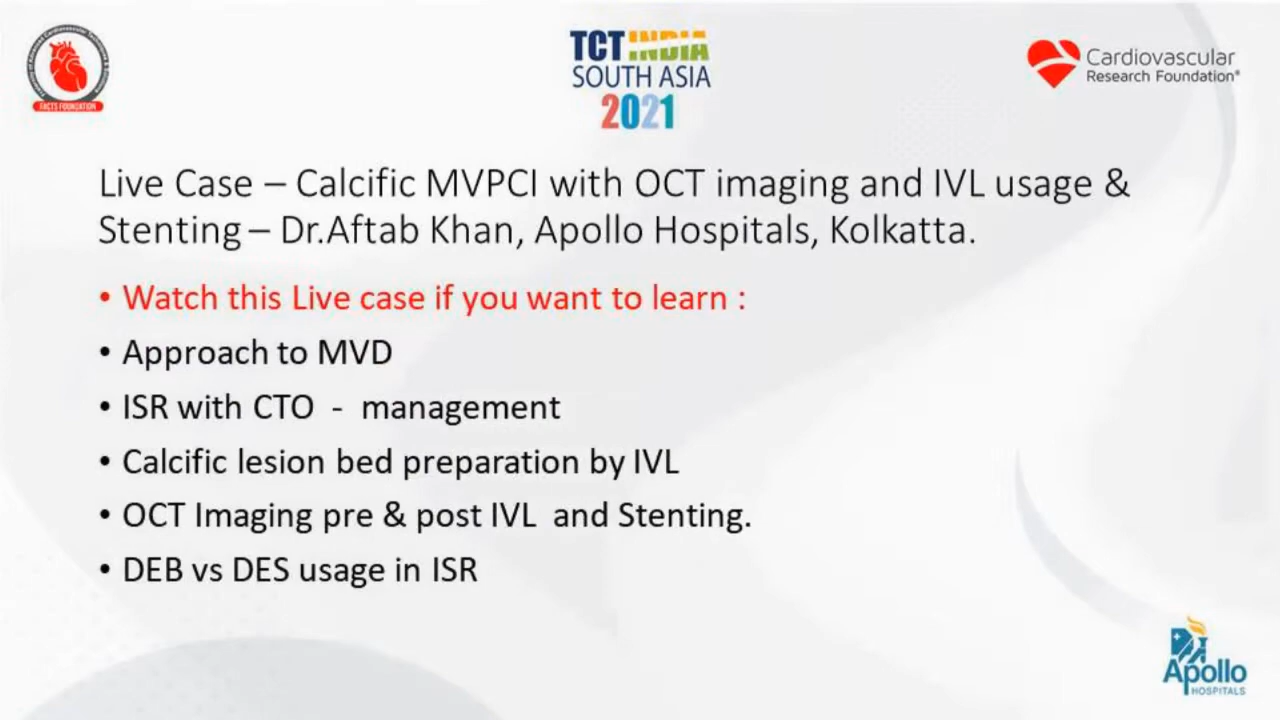 FACTS FOUNDATION
TCT INDIA
SOUTH ASIA
2021
Cardiovascular
Research Foundation®
Live Case – Calcific MVPCI with OCT imaging and IVL usage &
Stenting – Dr.Aftab Khan, Apollo Hospitals, Kolkatta.
• Watch this Live case if you want to learn :
• Approach to MVD
• ISR with CTO - management
• Calcific lesion bed preparation by IVL
• OCT Imaging pre & post IVL and Stenting.
• DEB vs DES usage in ISR
Apollo
HOSPITALS